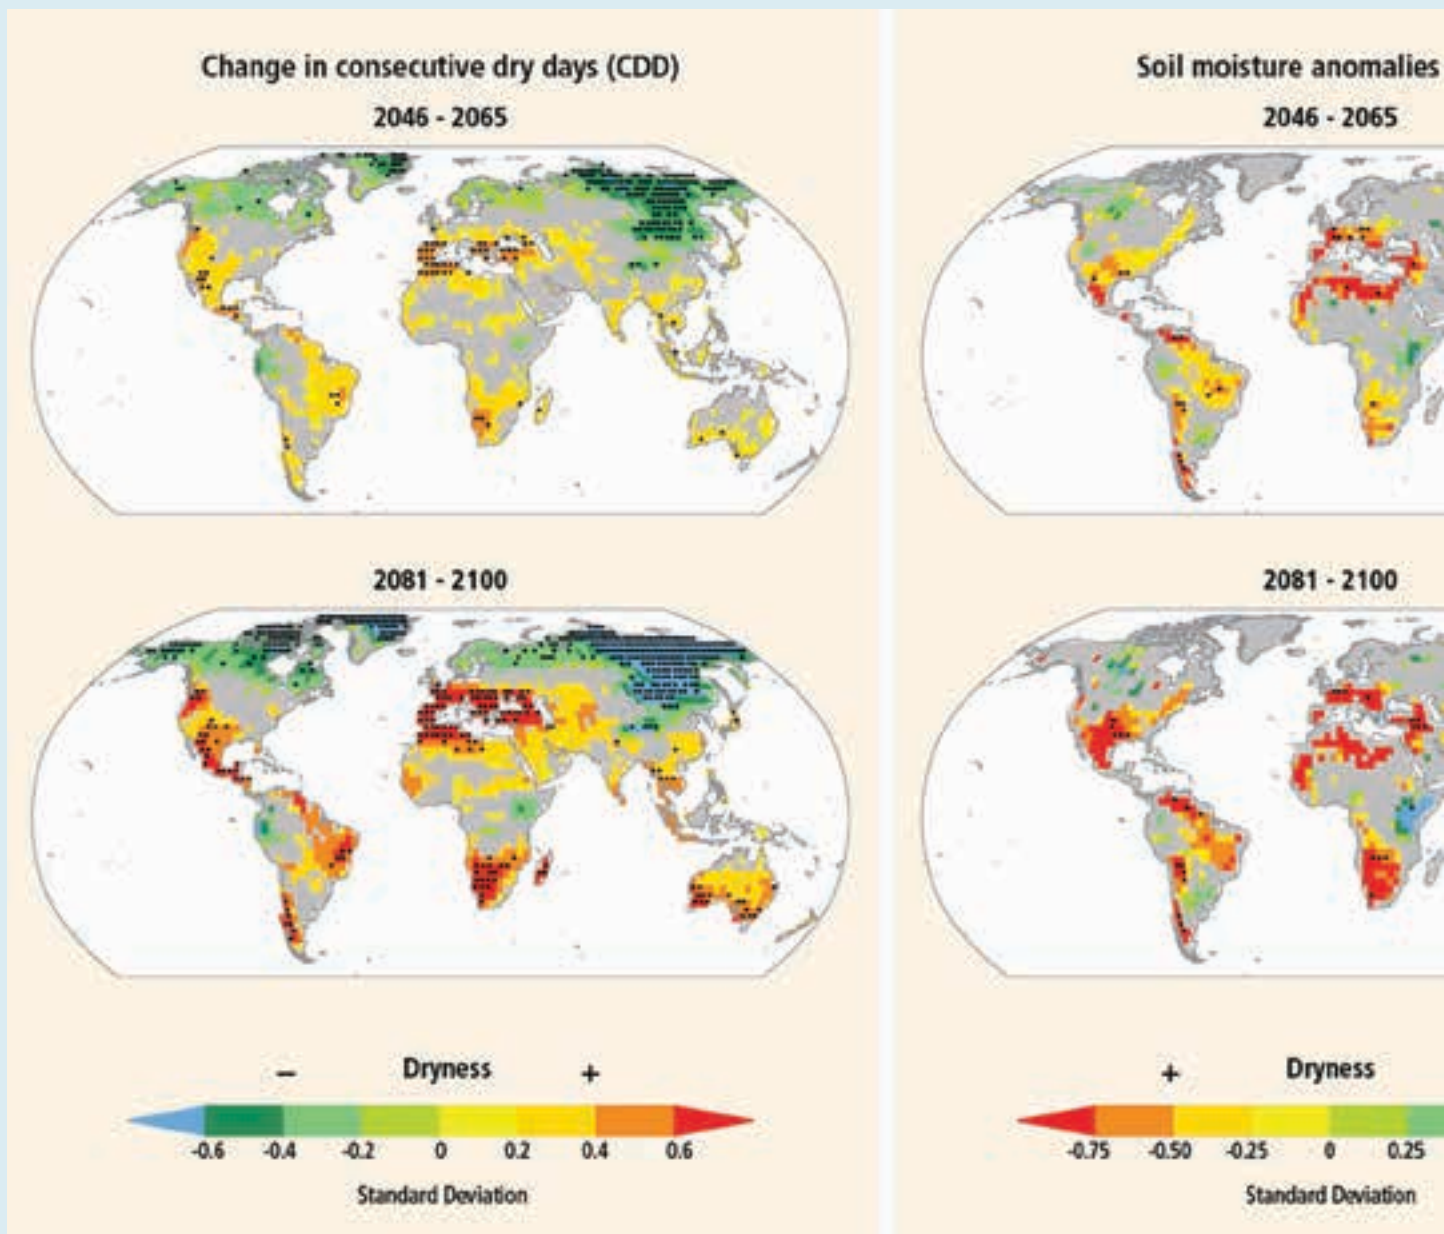 Change in consecutive dry days (CDD)
2046 - 2065
2081 - 2100
– Dryness +
-0.6 -0.4 -0.2 0 0.2 0.4 0.6
Standard Deviation
Soil moisture anomalies
2046 - 2065
2081 - 2100
+ Dryness
-0.75 -0.50 -0.25 0 0.25
Standard Deviation